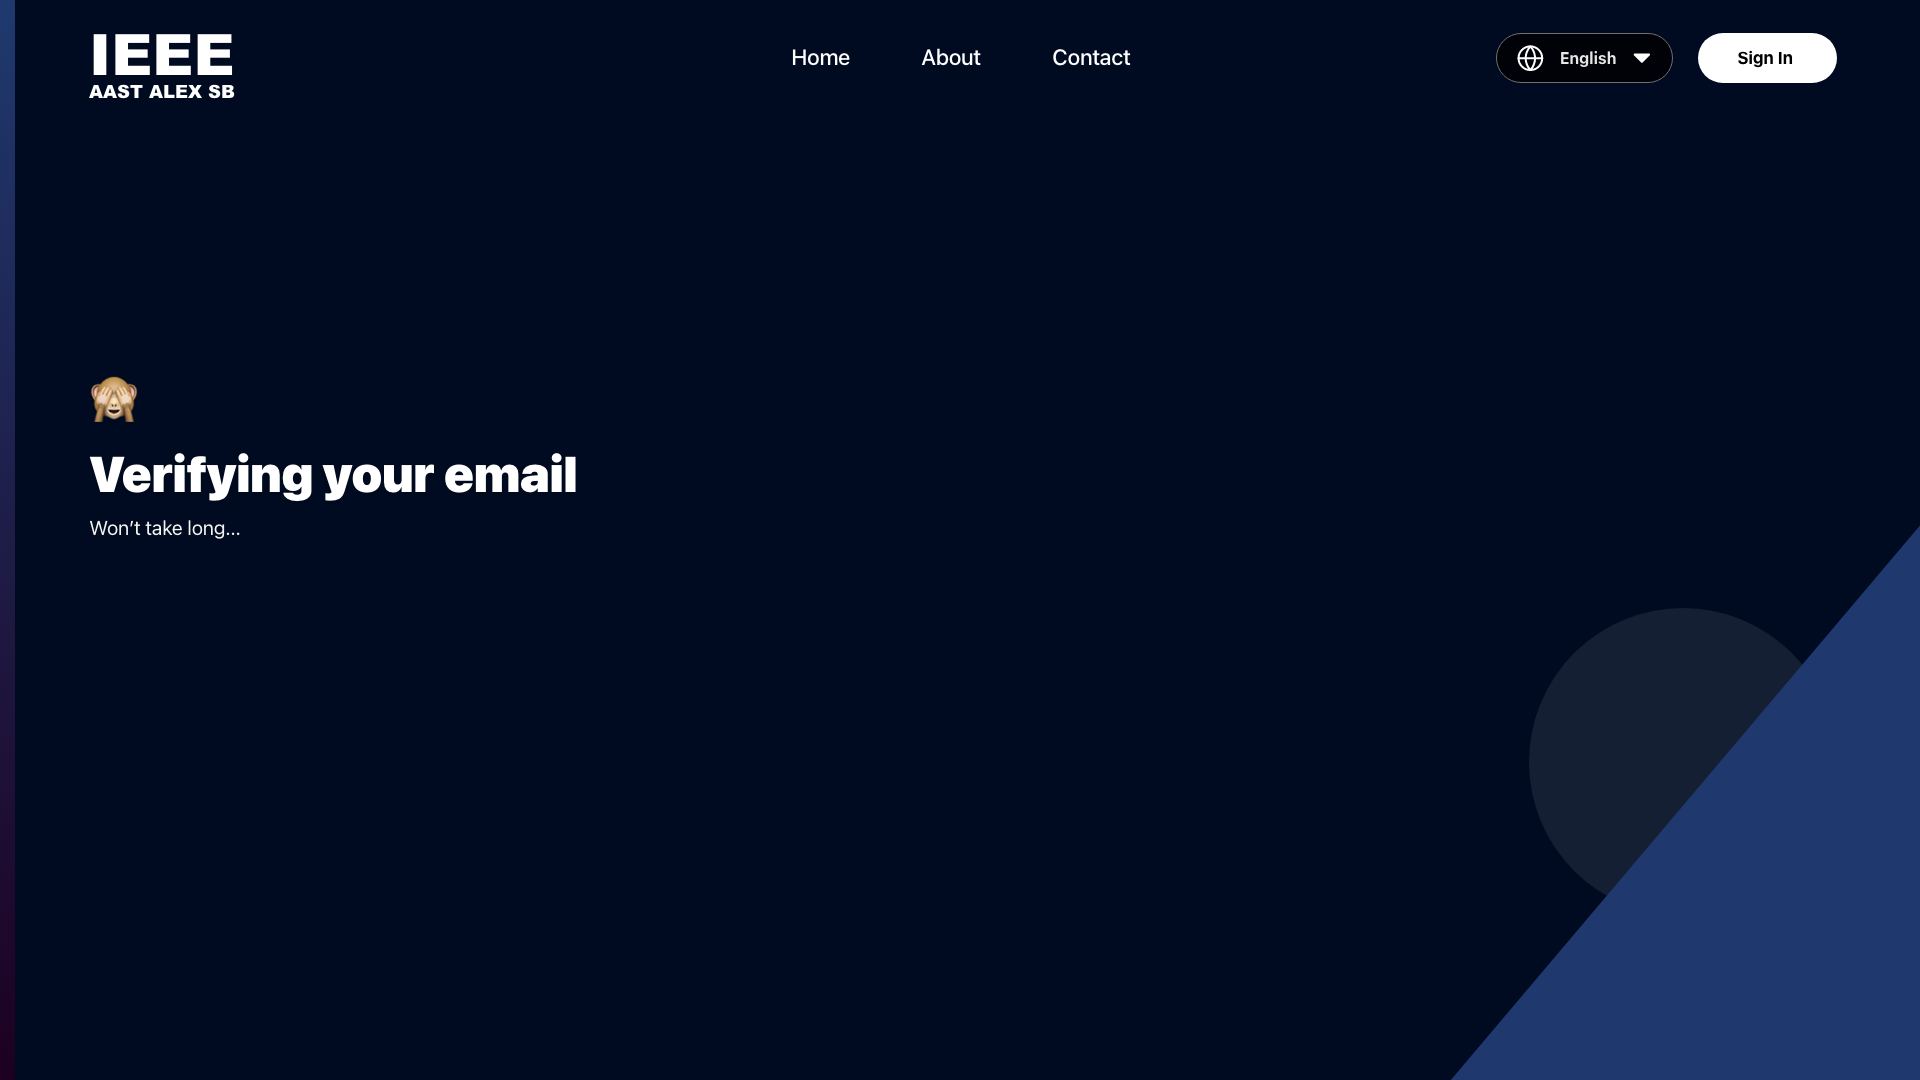 IEEE
AAST ALEX SB
Home
About
Contact
English
Sign In
Verifying your email
Won’t take long...